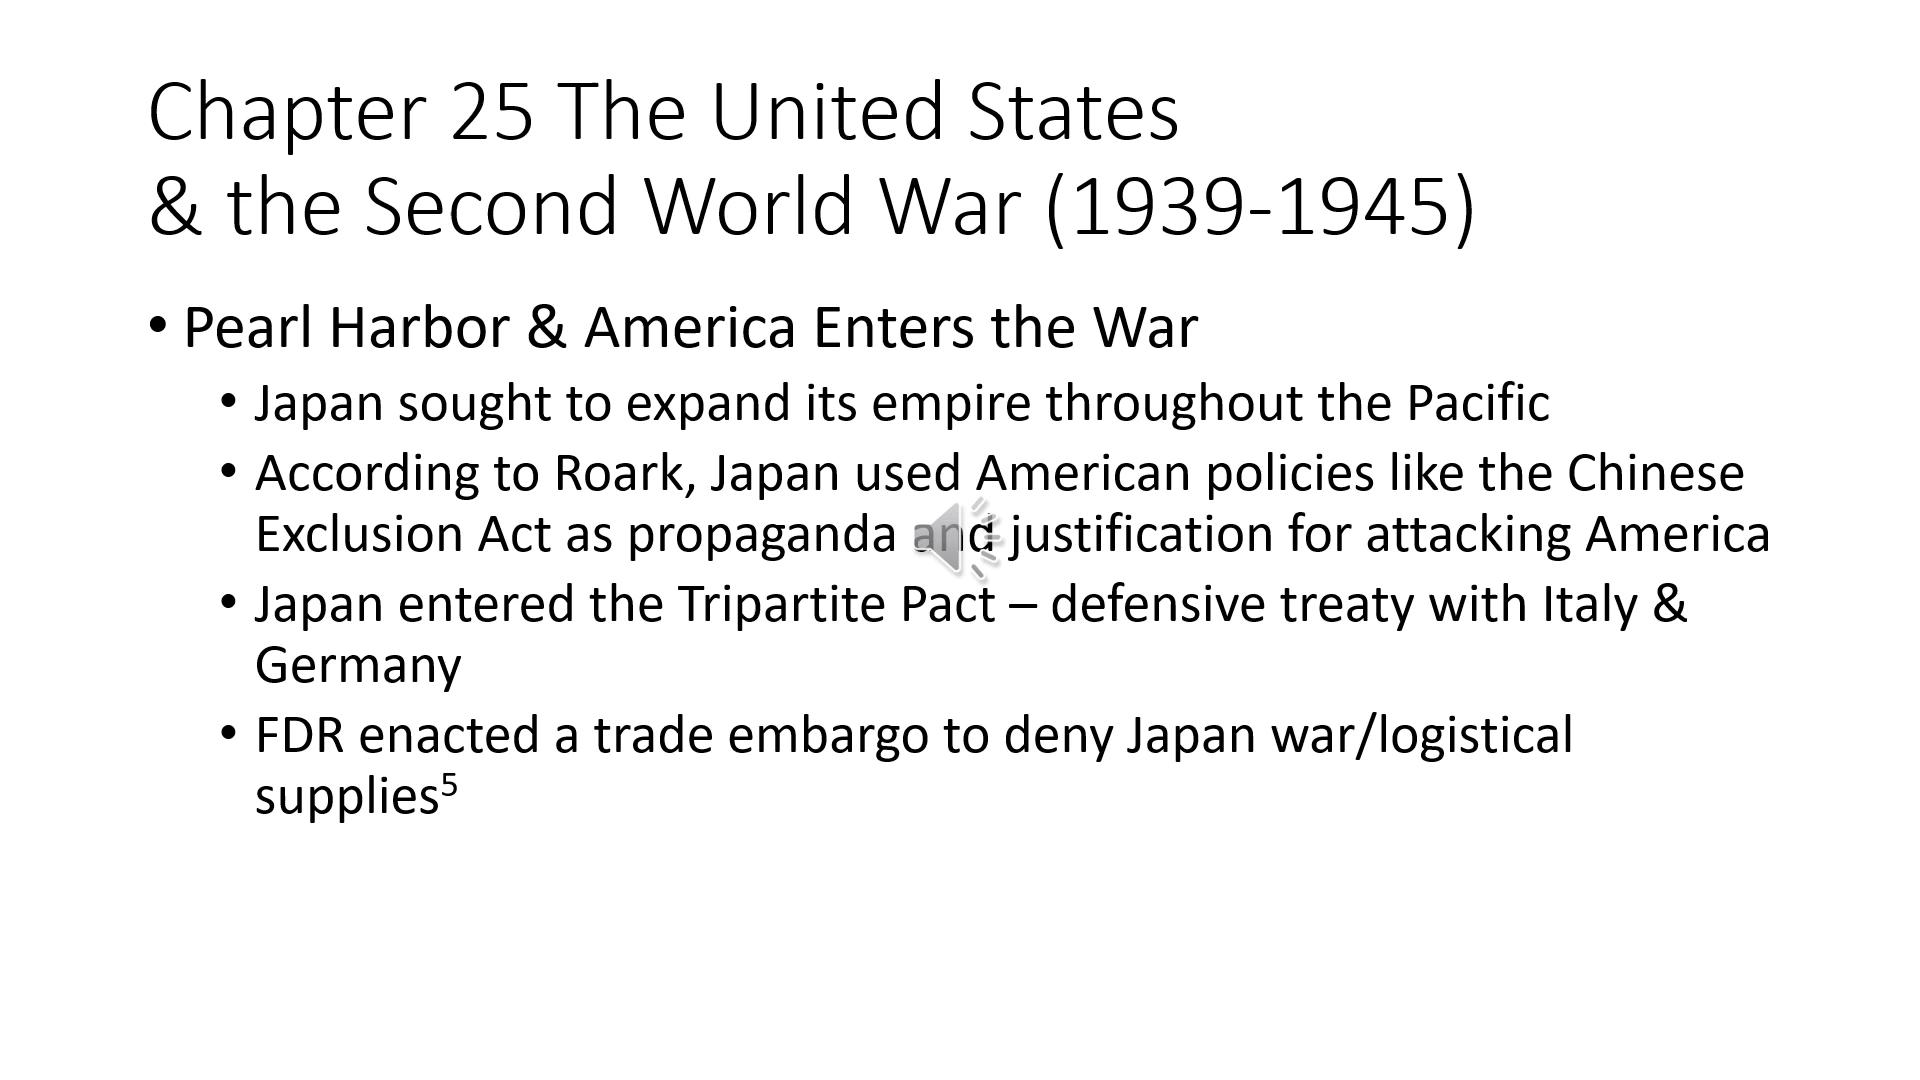 Chapter 25 The United States
& the Second World War (1939-1945)
• Pearl Harbor & America Enters the War
• Japan sought to expand its empire throughout the Pacific
• According to Roark, Japan used American policies like the Chinese
Exclusion Act as propaganda and justification for attacking America
• Japan entered the Tripartite Pact – defensive treaty with Italy &
Germany
• FDR enacted a trade embargo to deny Japan war/logistical
supplies⁵